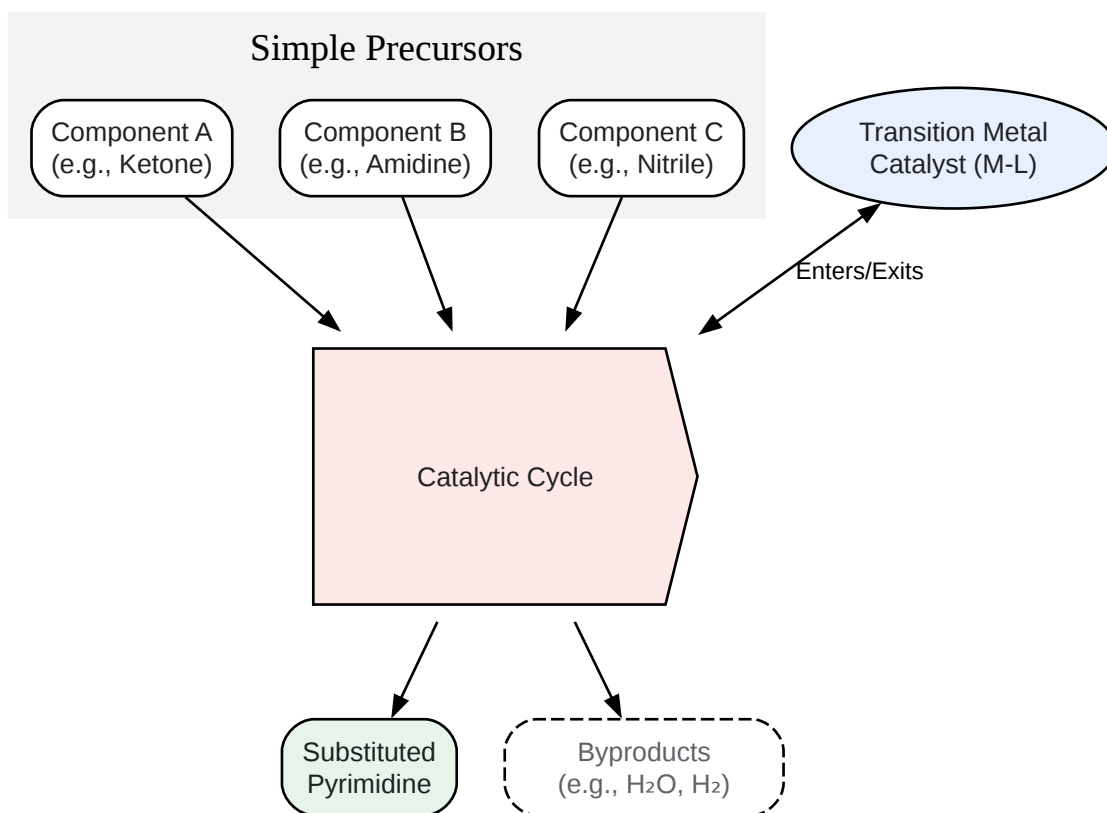 Simple Precursors
Component A
(e.g., Ketone)
Component B
(e.g., Amidine)
Component C
(e.g., Nitrile)
Transition Metal
Catalyst (M-L)
Enters/Exits
Catalytic Cycle
Substituted
Pyrimidine
Byproducts
(e.g., H₂O, H₂)